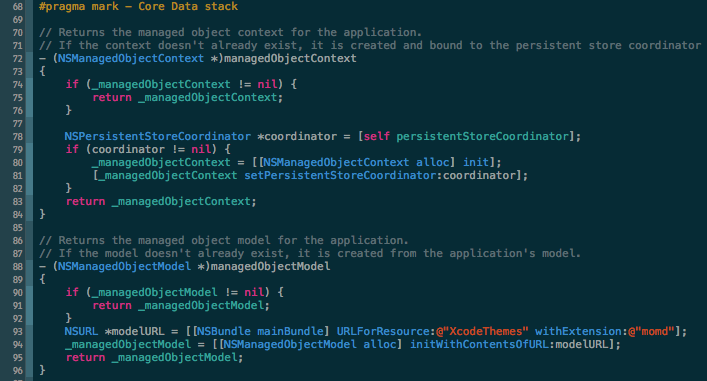 68 #pragma mark - Core Data stack
69
70 // Returns the managed object context for the application.
71 // If the context doesn't already exist, it is created and bound to the persistent store coordinator
72 - (NSManagedObjectContext *)managedObjectContext
73 {
74     if (_managedObjectContext != nil) {
75         return _managedObjectContext;
76     }
77
78     NSPersistentStoreCoordinator *coordinator = [self persistentStoreCoordinator];
79     if (coordinator != nil) {
80         _managedObjectContext = [[NSManagedObjectContext alloc] init];
81         [_managedObjectContext setPersistentStoreCoordinator:coordinator];
82     }
83     return _managedObjectContext;
84 }
85
86 // Returns the managed object model for the application.
87 // If the model doesn't already exist, it is created from the application's model.
88 - (NSManagedObjectModel *)managedObjectModel
89 {
90     if (_managedObjectModel != nil) {
91         return _managedObjectModel;
92     }
93     NSURL *modelURL = [[NSBundle mainBundle] URLForResource:@"XcodeThemes" withExtension:@"momd"];
94     _managedObjectModel = [[NSManagedObjectModel alloc] initWithContentsOfURL:modelURL];
95     return _managedObjectModel;
96 }